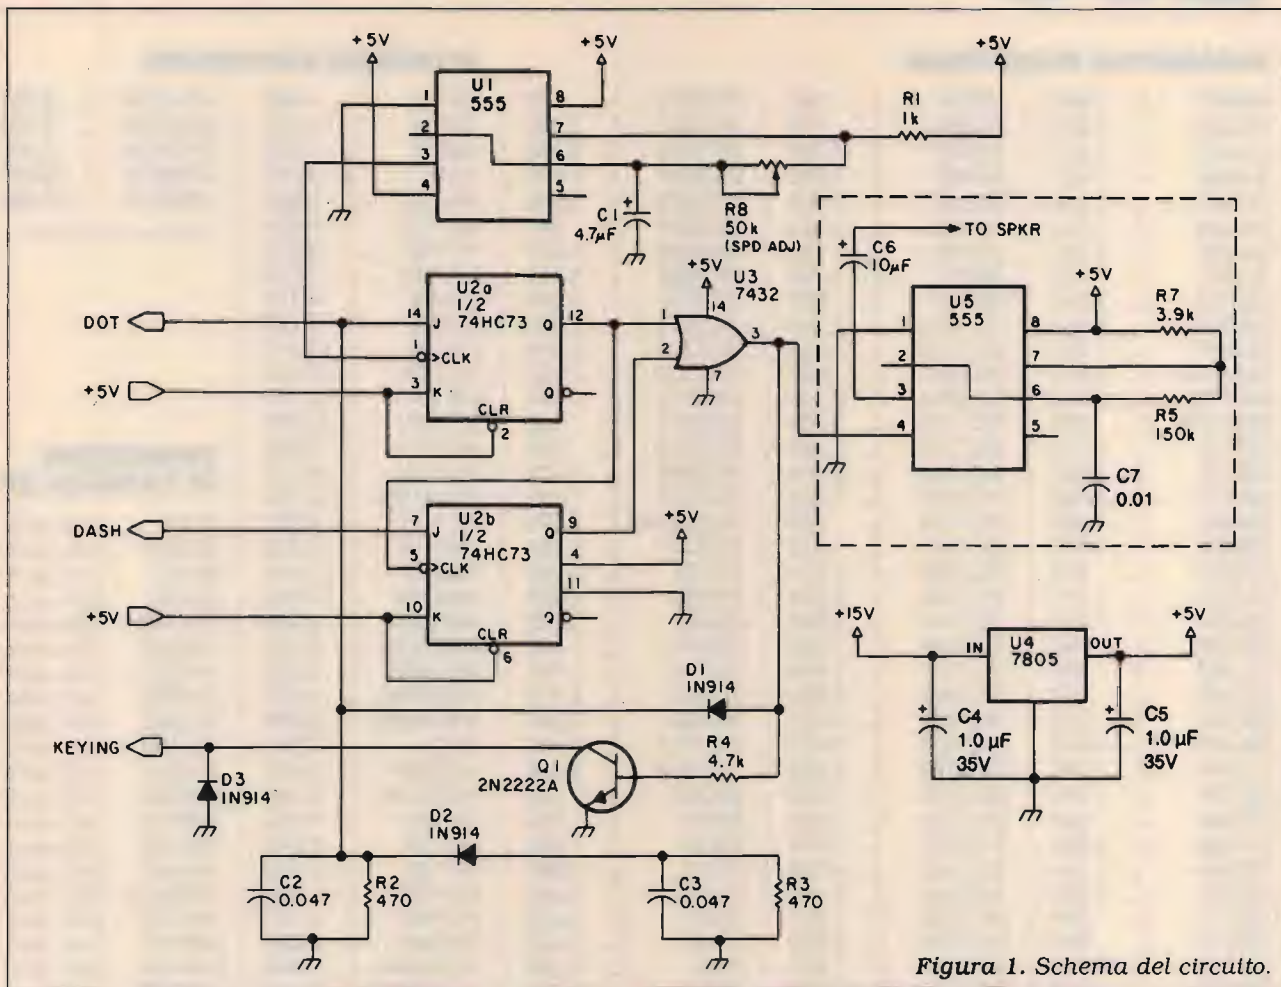 +5V
+5V
+5V
U1
555
1
2
3
4
8
7
6
5
R1
1k
C1
4.7µF
+
R8
50k
(SPD ADJ)
DOT
+5V
DASH
+5V
KEYING
U2a
1/2
74HC73
14
J
1
>CLK
3
K
CLR
2
Q
12
Q
U2b
1/2
74HC73
7
J
5
>CLK
10
K
CLR
6
Q
9
4
11
Q
+5V
+5V
U3
7432
14
1
2
3
7
+
C6
10µF
TO SPKR
U5
555
1
2
3
4
8
7
6
5
+5V
R7
3.9k
R5
150k
C7
0.01
D1
1N914
R4
4.7k
Q1
2N2222A
D3
1N914
D2
1N914
C2
0.047
R2
470
C3
0.047
R3
470
+15V
IN
U4
7805
OUT
+5V
+
C4
1.0 µF
35V
+
C5
1.0 µF
35V
Figura 1. Schema del circuito.